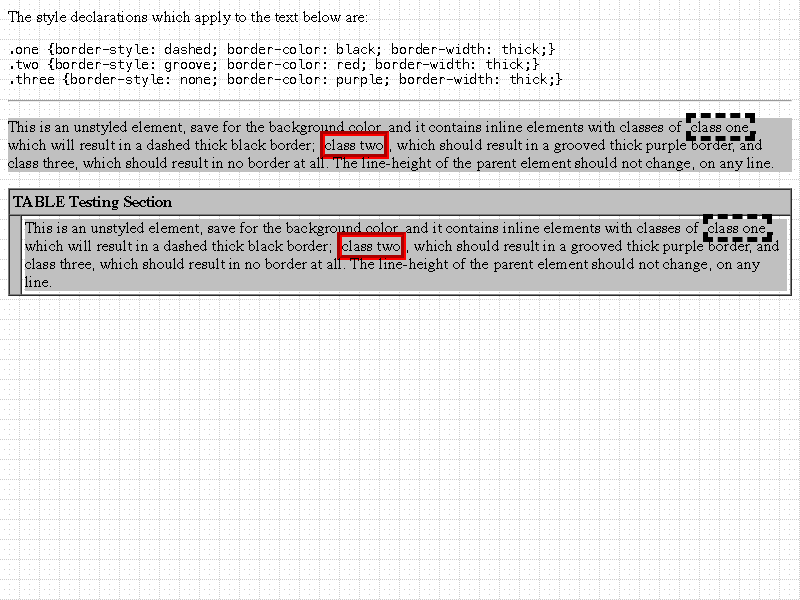 The style declarations which apply to the text below are:
.one {border-style: dashed; border-color: black; border-width: thick;}
.two {border-style: groove; border-color: red; border-width: thick;}
.three {border-style: none; border-color: purple; border-width: thick;}
This is an unstyled element, save for the background color, and it contains inline elements with classes of class one,
which will result in a dashed thick black border; class two, which should result in a grooved thick purple border, and
class three, which should result in no border at all. The line-height of the parent element should not change, on any line.
TABLE Testing Section
This is an unstyled element, save for the background color, and it contains inline elements with classes of class one,
which will result in a dashed thick black border; class two, which should result in a grooved thick purple border, and
class three, which should result in no border at all. The line-height of the parent element should not change, on any
line.